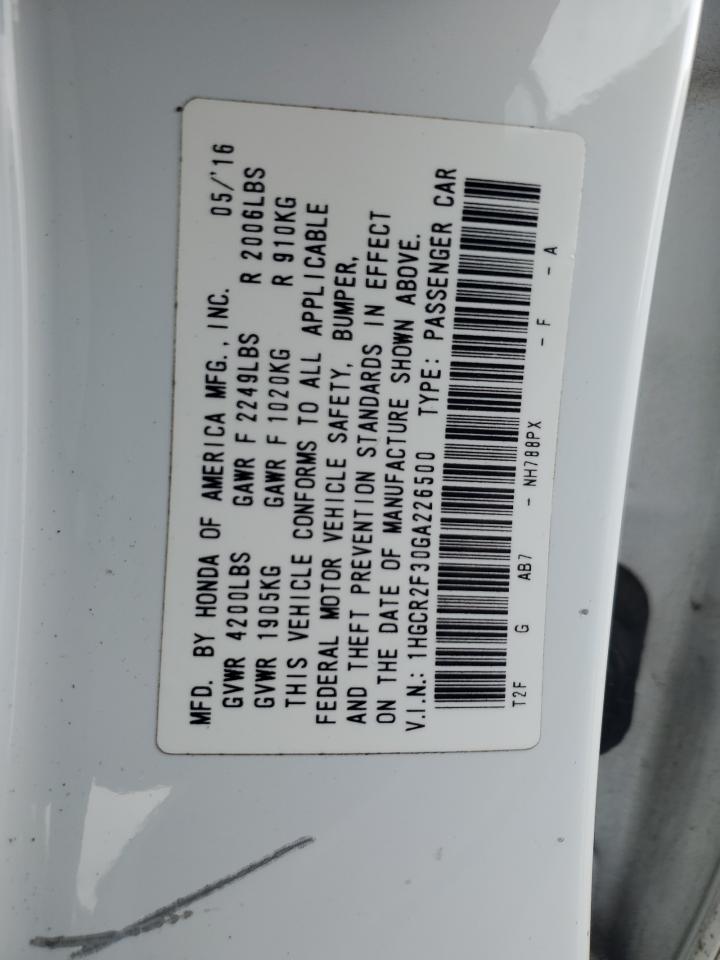 MFD. BY HONDA OF AMERICA MFG., INC. 05/'16
GVWR 4200LBS GAWR F 2249LBS R 2006LBS
GVWR 1905KG GAWR F 1020KG R 910KG
THIS VEHICLE CONFORMS TO ALL APPLICABLE
FEDERAL MOTOR VEHICLE SAFETY, BUMPER,
AND THEFT PREVENTION STANDARDS IN EFFECT
ON THE DATE OF MANUFACTURE SHOWN ABOVE.
V.I.N.: 1HGCR2F30GA226500 TYPE: PASSENGER CAR
T2F G AB7 - NH788PX - F - A